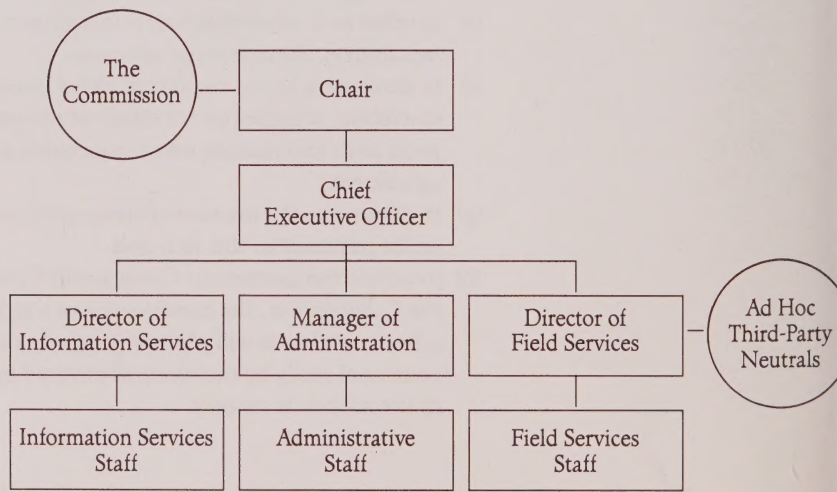 The
Commission
Chair
Chief
Executive Officer
Director of
Information Services
Manager of
Administration
Director of
Field Services
Ad Hoc
Third-Party
Neutrals
Information Services
Staff
Administrative
Staff
Field Services
Staff